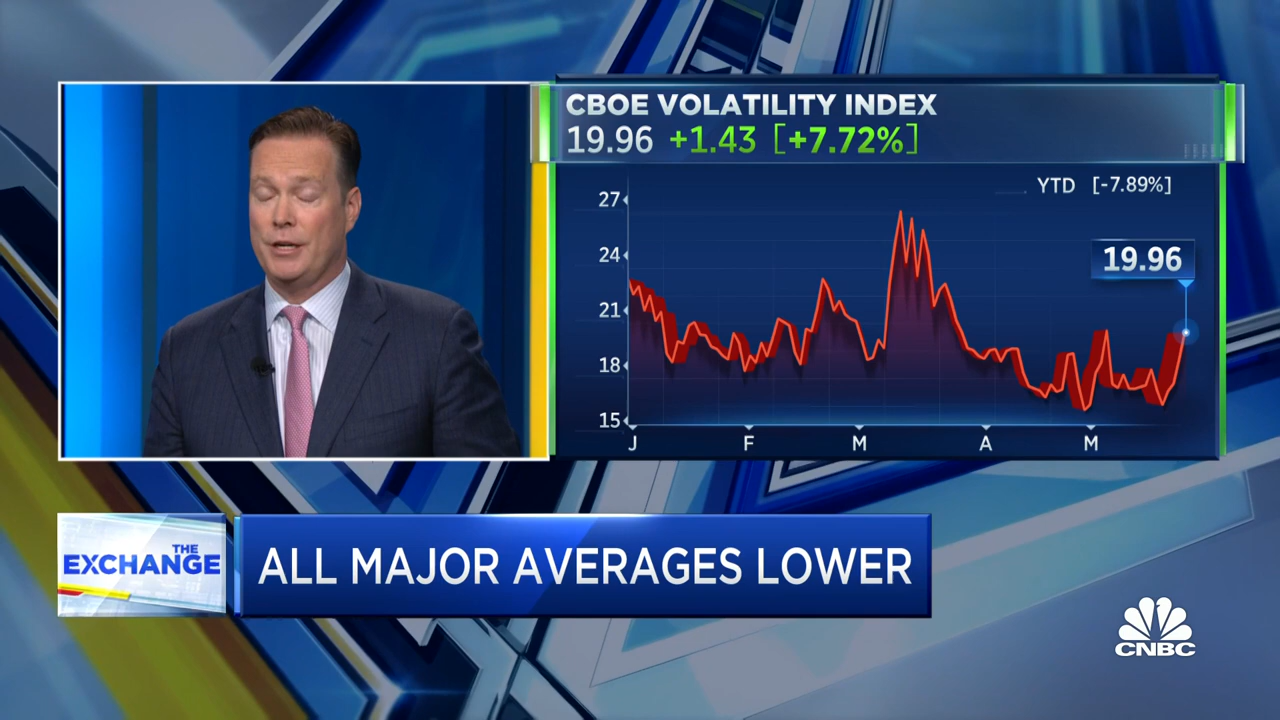 CBOE VOLATILITY INDEX
19.96 +1.43 [+7.72%]
YTD [-7.89%]
27
24
21
18
15
19.96
J F M A M
THE
EXCHANGE
ALL MAJOR AVERAGES LOWER
CNBC